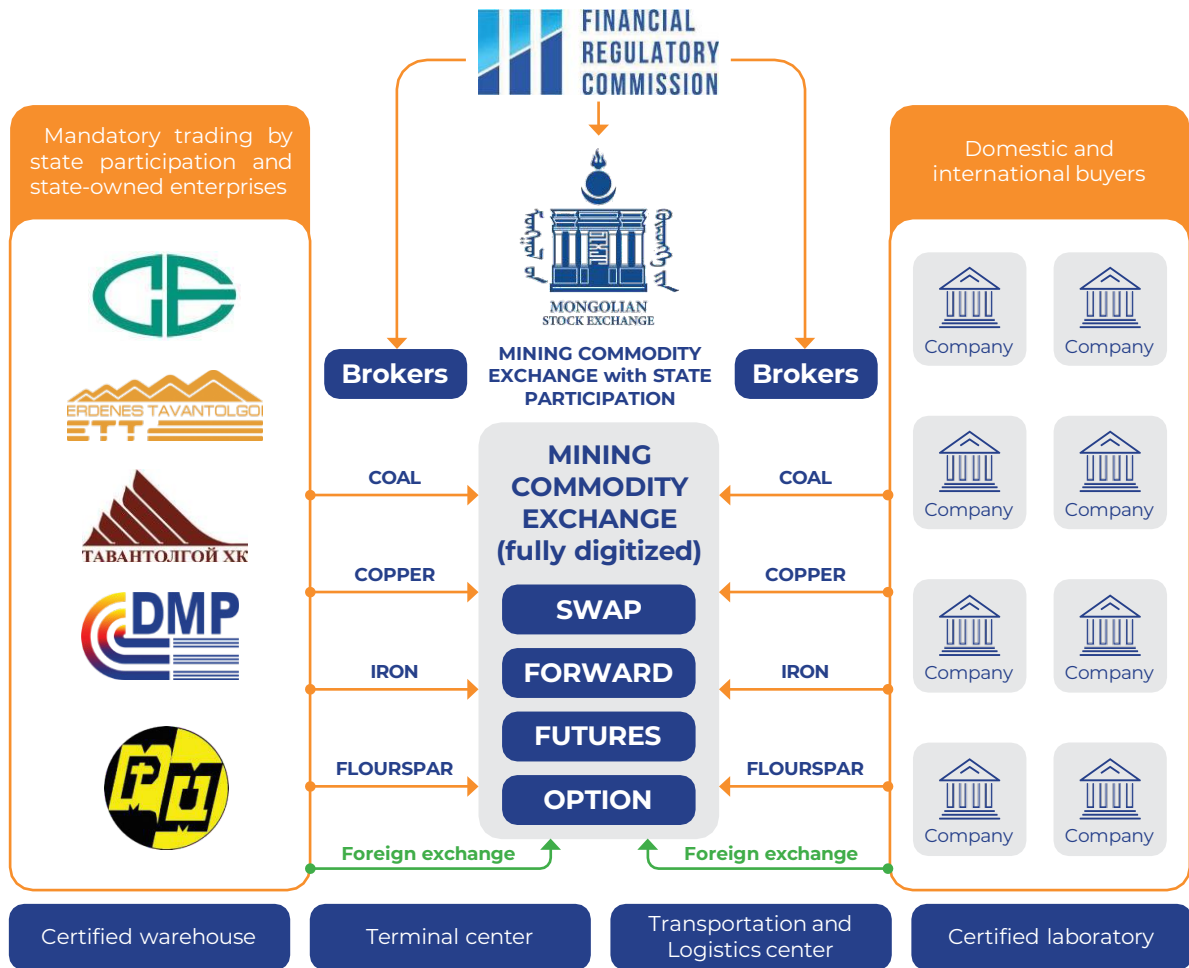 FINANCIAL
REGULATORY
COMMISSION
Mandatory trading by
state participation and
state-owned enterprises
Domestic and
international buyers
MONGOLIAN
STOCK EXCHANGE
MINING COMMODITY
EXCHANGE with STATE
PARTICIPATION
Brokers
Brokers
ERDENES TAVANTOLGOI
ETT
ТАВАНТОЛГОЙ ХК
DMP
COAL
COPPER
IRON
FLOURSPAR
MINING
COMMODITY
EXCHANGE
(fully digitized)
SWAP
FORWARD
FUTURES
OPTION
COAL
COPPER
IRON
FLOURSPAR
Company
Company
Company
Company
Company
Company
Company
Company
Foreign exchange
Foreign exchange
Certified warehouse
Terminal center
Transportation and
Logistics center
Certified laboratory